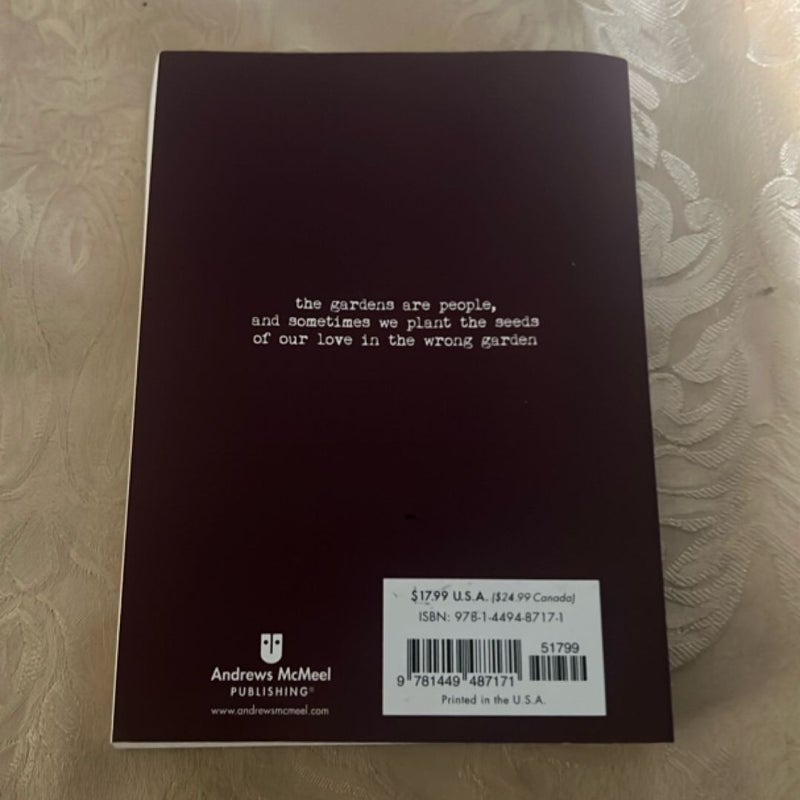 the gardens are people,
and sometimes we plant the seeds
of our love in the wrong garden
$17.99 U.S.A. ($24.99 Canada)
ISBN: 978-1-4494-8717-1
51799
9 781449 487171
Printed in the U.S.A.
Andrews McMeel
PUBLISHING®
www.andrewsmcmeel.com